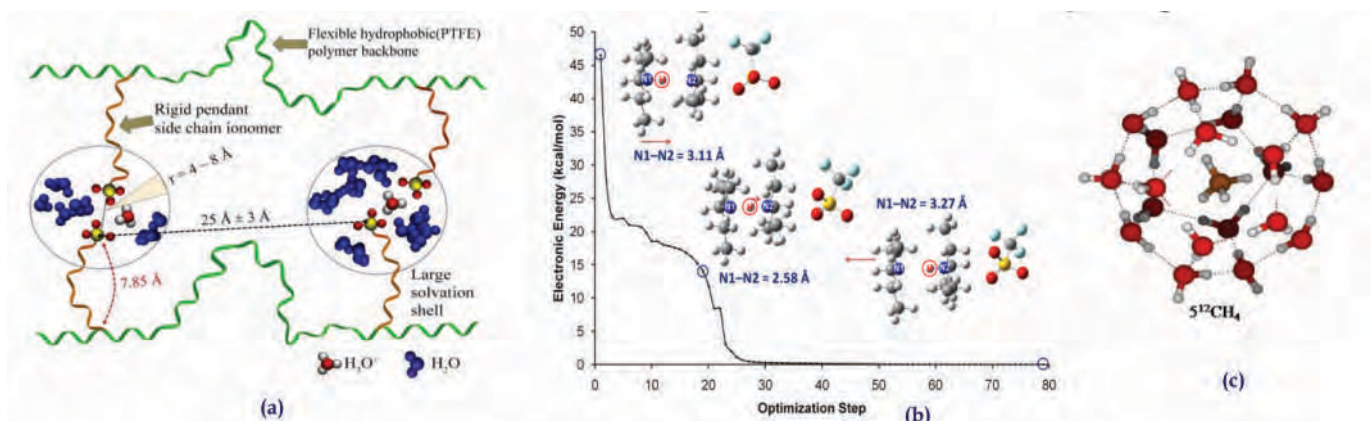 Flexible hydrophobic(PTFE)
polymer backbone
Rigid pendant
side chain ionomer
r = 4 – 8 Å
25 Å ± 3 Å
7.85 Å
Large
solvation
shell
H₃O⁺
H₂O
(a)
Electronic Energy (kcal/mol)
50
45
40
35
30
25
20
15
10
5
0
0
10
20
30
40
50
60
70
80
Optimization Step
N1
H
N2
N1–N2 = 3.11 Å
N1
H
N2
N1–N2 = 2.58 Å
N1–N2 = 3.27 Å
N1
H
N2
(b)
5¹²CH₄
(c)